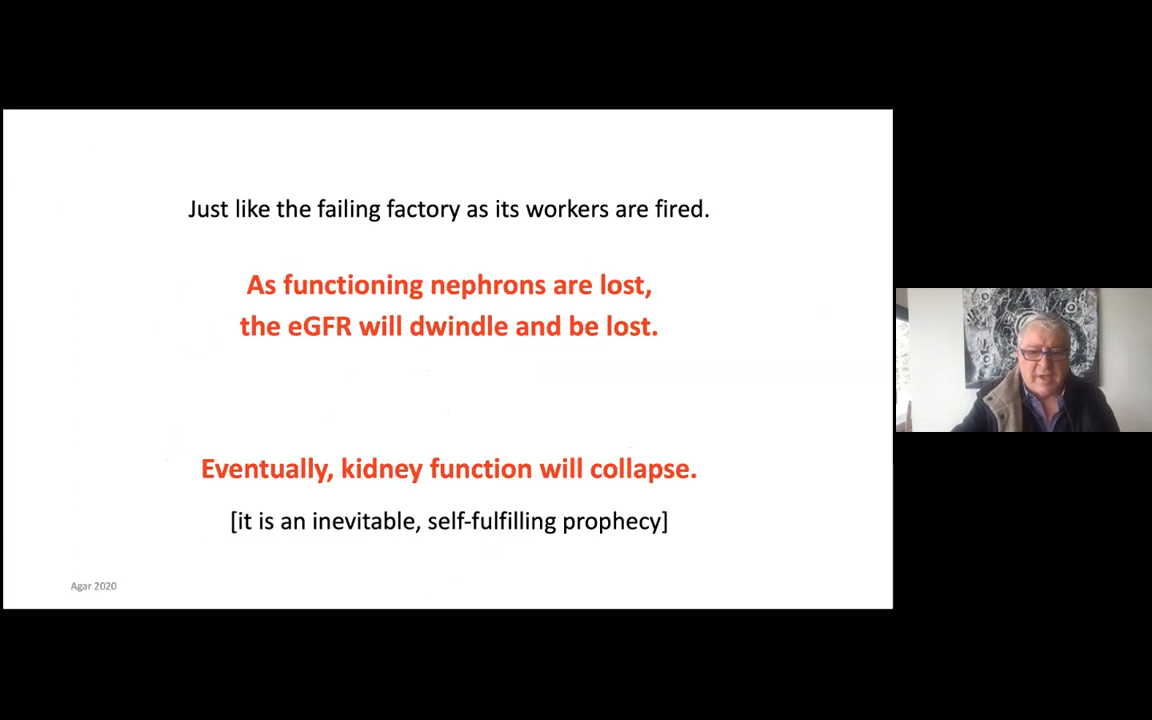 Just like the failing factory as its workers are fired.
As functioning nephrons are lost,
the eGFR will dwindle and be lost.
Eventually, kidney function will collapse.
[it is an inevitable, self-fulfilling prophecy]
Agar 2020